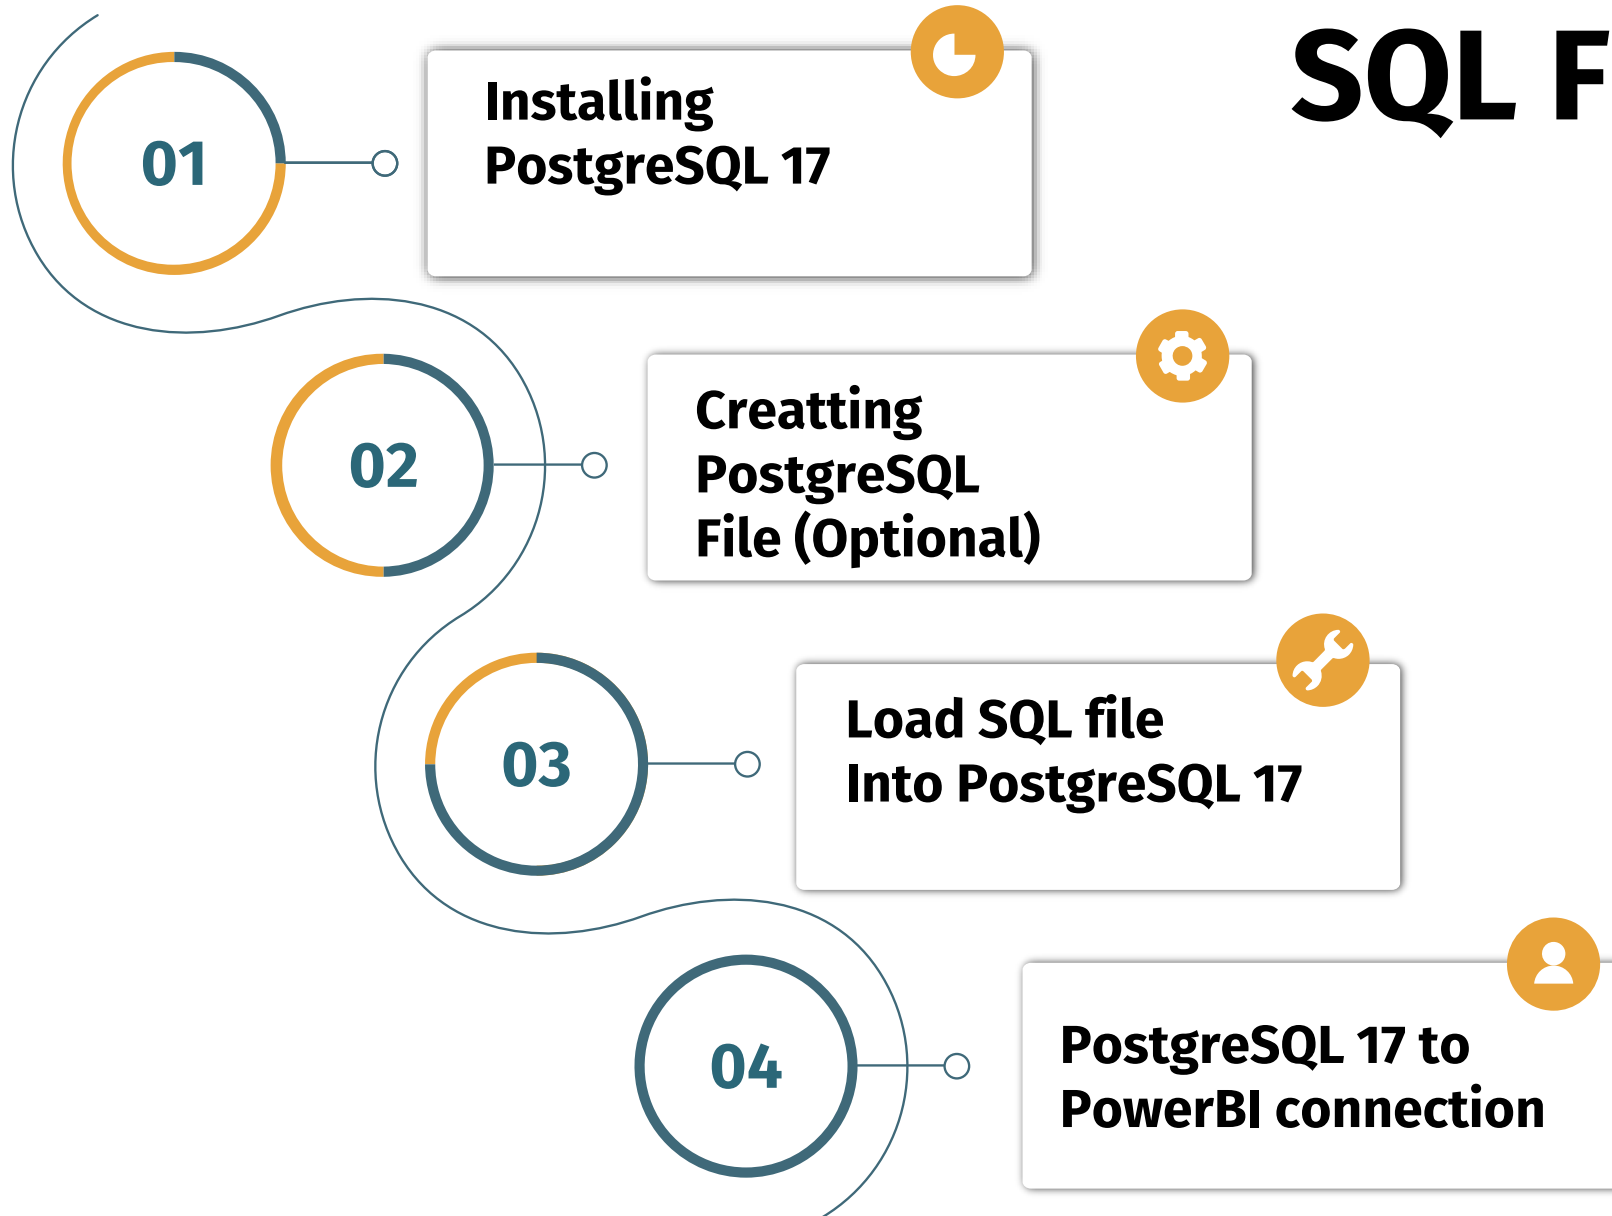 SQL F
01
Installing
PostgreSQL 17
02
Creatting
PostgreSQL
File (Optional)
03
Load SQL file
Into PostgreSQL 17
04
PostgreSQL 17 to
PowerBI connection